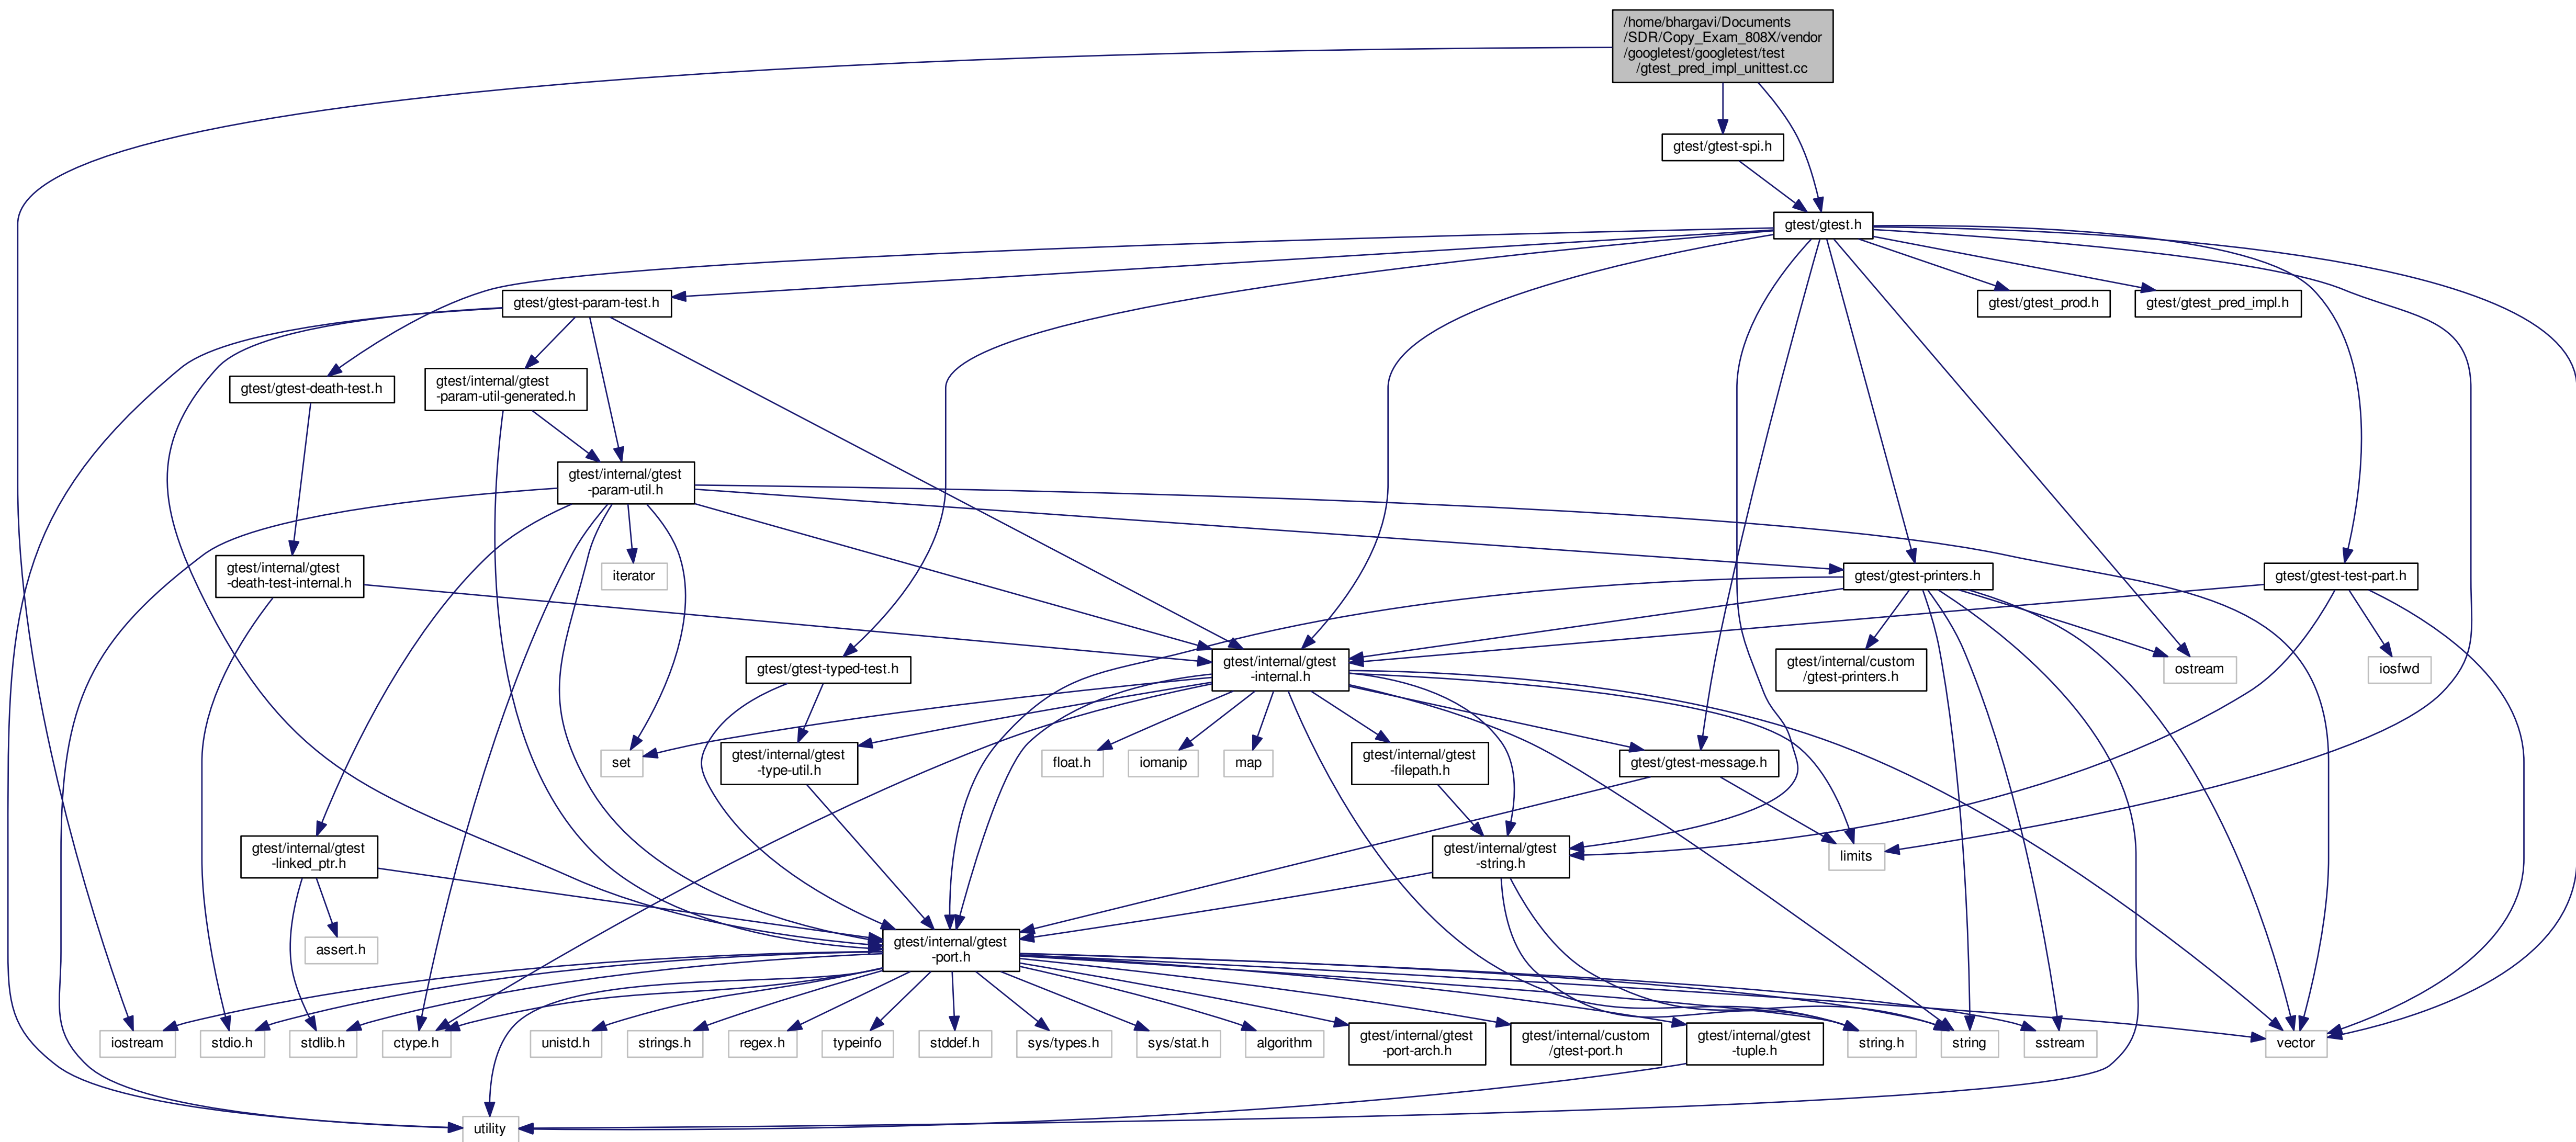 /home/bhargavi/Documents
/SDR/Copy_Exam_808X/vendor
/googletest/googletest/test
/gtest_pred_impl_unittest.cc
gtest/gtest-spi.h
gtest/gtest.h
gtest/gtest-param-test.h
gtest/gtest_prod.h
gtest/gtest_pred_impl.h
gtest/gtest-death-test.h
gtest/internal/gtest
-param-util-generated.h
gtest/internal/gtest
-param-util.h
gtest/internal/gtest
-death-test-internal.h
iterator
gtest/gtest-printers.h
gtest/gtest-test-part.h
gtest/gtest-typed-test.h
gtest/internal/gtest
-internal.h
gtest/internal/custom
/gtest-printers.h
ostream
iosfwd
set
gtest/internal/gtest
-type-util.h
float.h
iomanip
map
gtest/internal/gtest
-filepath.h
gtest/gtest-message.h
gtest/internal/gtest
-linked_ptr.h
gtest/internal/gtest
-string.h
limits
assert.h
gtest/internal/gtest
-port.h
iostream
stdio.h
stdlib.h
ctype.h
unistd.h
strings.h
regex.h
typeinfo
stddef.h
sys/types.h
sys/stat.h
algorithm
gtest/internal/gtest
-port-arch.h
gtest/internal/custom
/gtest-port.h
gtest/internal/gtest
-tuple.h
string.h
string
sstream
vector
utility